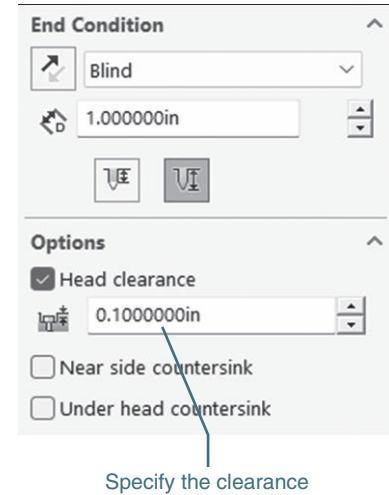 End Condition
Blind
1.000000in
Options
Head clearance
0.1000000in
Near side countersink
Under head countersink
Specify the clearance